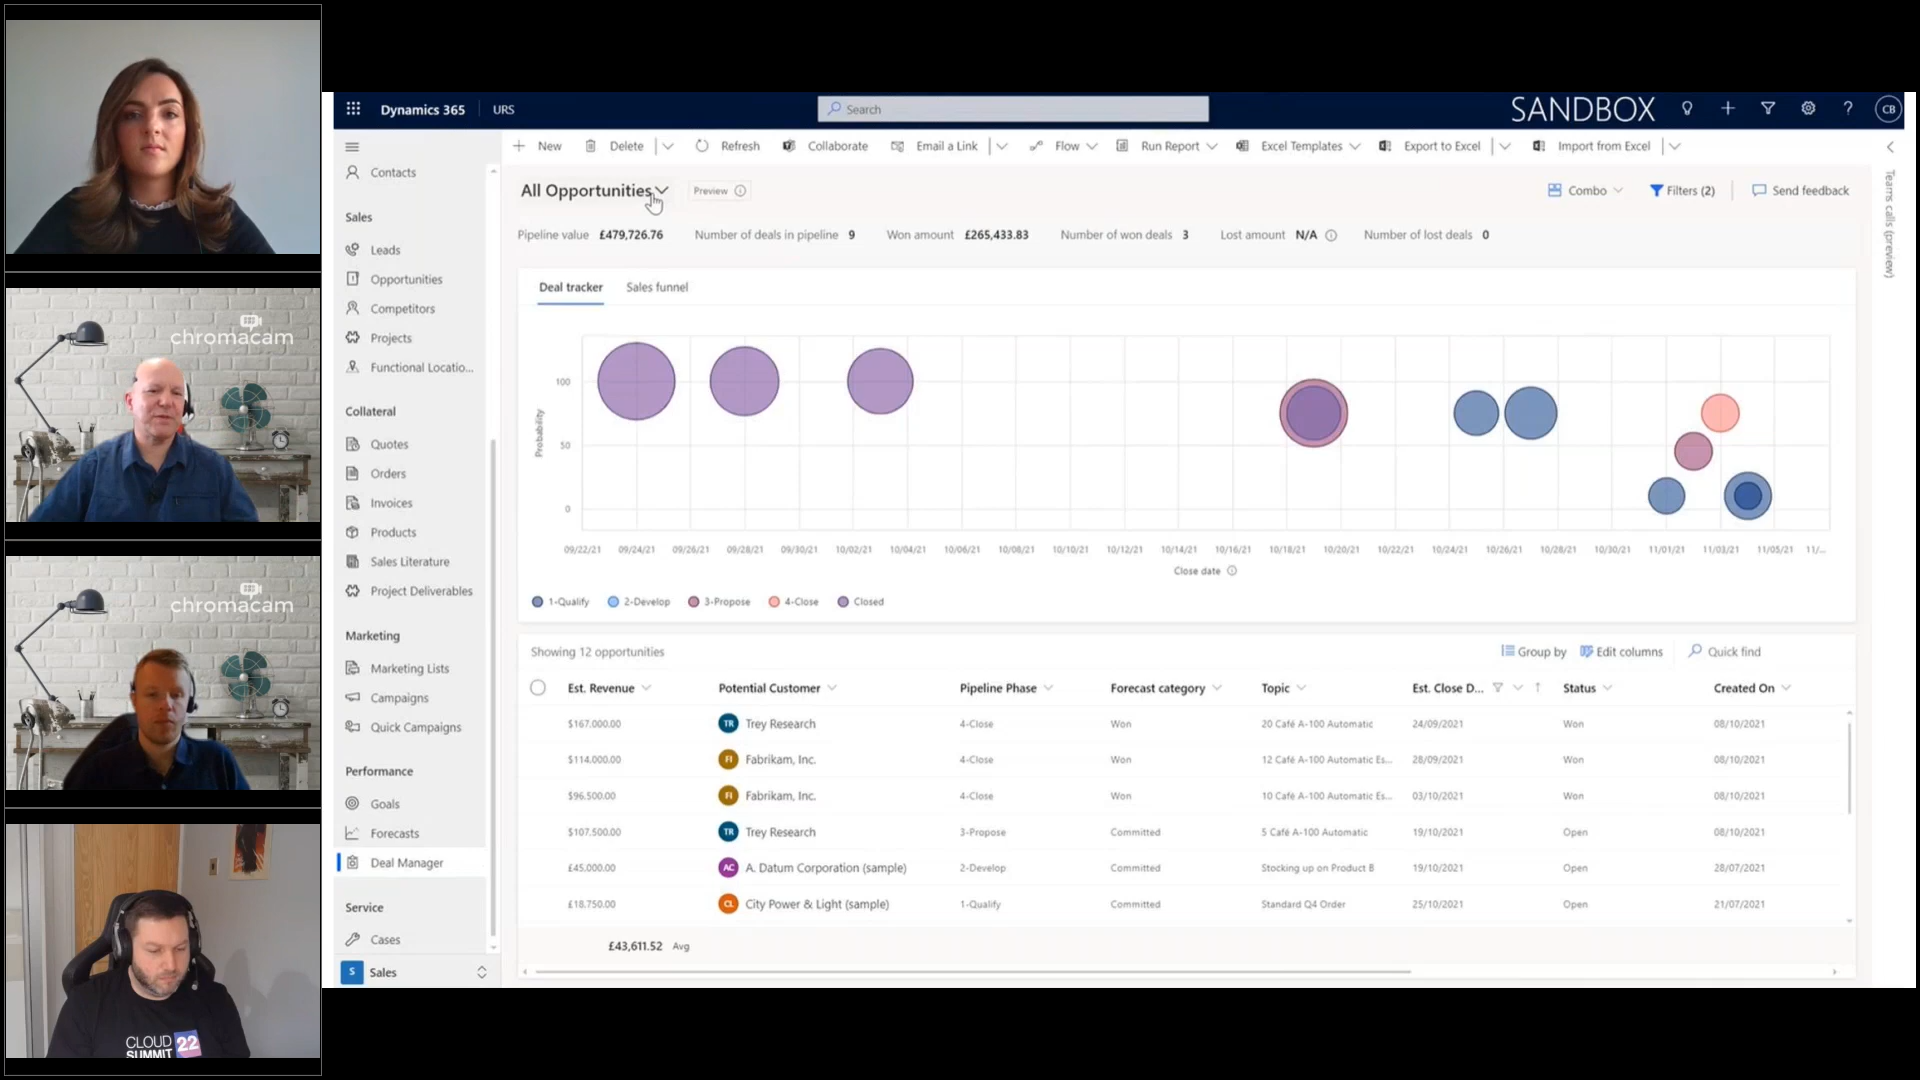 chromacam
chromacam
CLOUD 22
SUMMIT
Dynamics 365 URS Search SANDBOX ? CB
New Delete Refresh Collaborate Email a Link Flow Run Report Excel Templates Export to Excel Import from Excel
Teams calls (preview)
Contacts
Sales
Leads
Opportunities
Competitors
Projects
Functional Locatio...
Collateral
Quotes
Orders
Invoices
Products
Sales Literature
Project Deliverables
Marketing
Marketing Lists
Campaigns
Quick Campaigns
Performance
Goals
Forecasts
Deal Manager
Service
Cases
S Sales
All Opportunities Preview Combo Filters (2) Send feedback
Pipeline value £479,726.76 Number of deals in pipeline 9 Won amount £265,433.83 Number of won deals 3 Lost amount N/A Number of lost deals 0
Deal tracker Sales funnel
Probability
100
50
0
09/22/21 09/24/21 09/26/21 09/28/21 09/30/21 10/02/21 10/04/21 10/06/21 10/08/21 10/10/21 10/12/21 10/14/21 10/16/21 10/18/21 10/20/21 10/22/21 10/24/21 10/26/21 10/28/21 10/30/21 11/01/21 11/03/21 11/05/21 11/...
Close date
1-Qualify 2-Develop 3-Propose 4-Close Closed
Showing 12 opportunities Group by Edit columns Quick find
Est. Revenue Potential Customer Pipeline Phase Forecast category Topic Est. Close D... Status Created On
$167,000.00 TR Trey Research 4-Close Won 20 Café A-100 Automatic 24/09/2021 Won 08/10/2021
$114,000.00 FI Fabrikam, Inc. 4-Close Won 12 Café A-100 Automatic Es... 28/09/2021 Won 08/10/2021
$96,500.00 FI Fabrikam, Inc. 4-Close Won 10 Café A-100 Automatic Es... 03/10/2021 Won 08/10/2021
$107,500.00 TR Trey Research 3-Propose Committed 5 Café A-100 Automatic 19/10/2021 Open 08/10/2021
£45,000.00 AC A. Datum Corporation (sample) 2-Develop Committed Stocking up on Product B 19/10/2021 Open 28/07/2021
£18,750.00 CL City Power & Light (sample) 1-Qualify Committed Standard Q4 Order 25/10/2021 Open 21/07/2021
£43,611.52 Avg